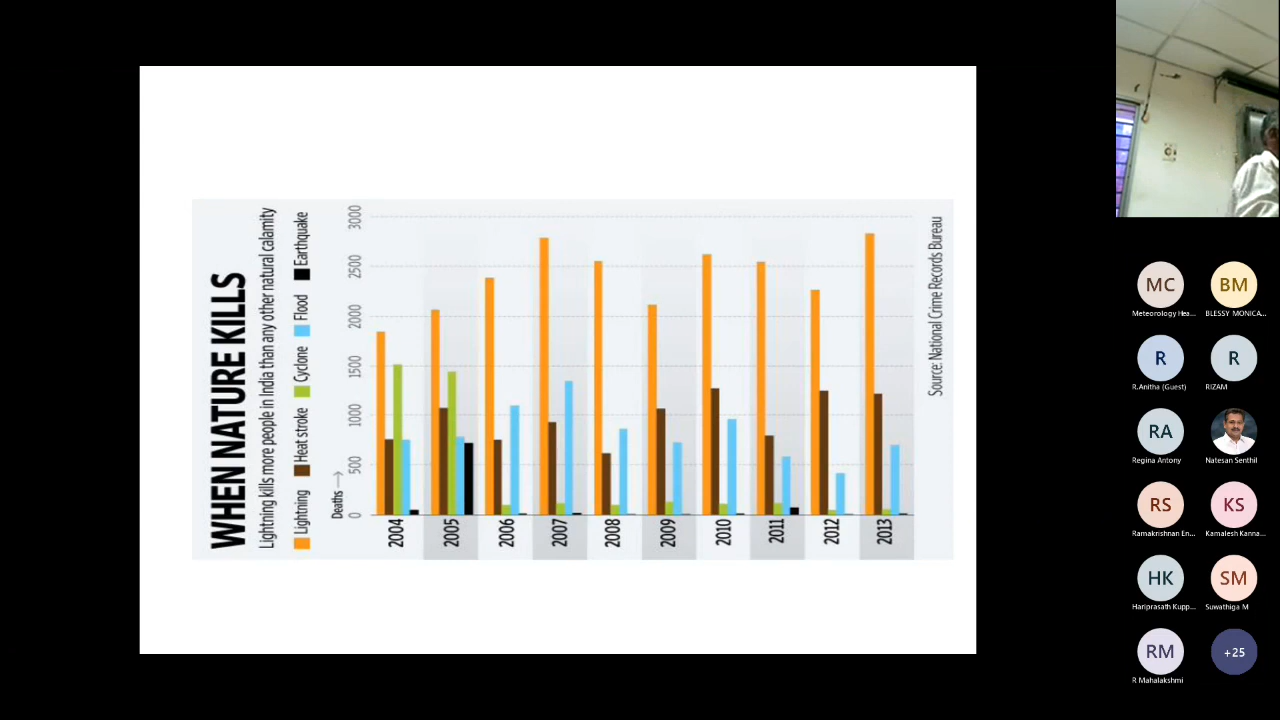 WHEN NATURE KILLS
Lightning kills more people in India than any other natural calamity
Lightning Heat stroke Cyclone Flood Earthquake
Deaths →
0 500 1000 1500 2000 2500 3000
2004
2005
2006
2007
2008
2009
2010
2011
2012
2013
Source: National Crime Records Bureau
MC BM
Meteorology Hea... BLESSY MONICA...
R R
R.Anitha (Guest) RIZAM
RA
Regina Antony Natesan Senthil
RS KS
Ramakrishnan En... Kamalesh Kanna...
HK SM
Hariprasath Kupp... Suwathiga M
RM +25
R Mahalakshmi